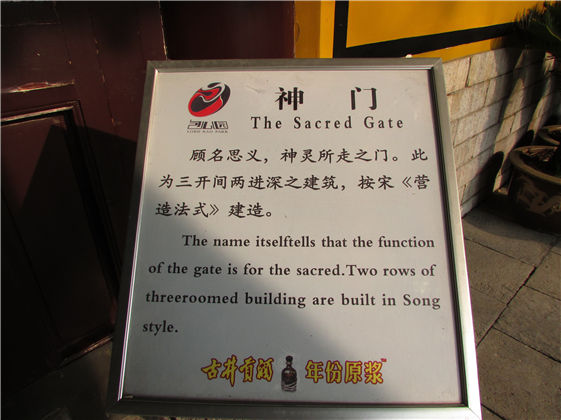 神 门
The Sacred Gate
LORD BAO PARK
顾名思义，神灵所走之门。此
为三开间两进深之建筑，按宋《营
造法式》建造。
The name itselftells that the function
of the gate is for the sacred.Two rows of
threeroomed building are built in Song
style.
古井贡酒 年份原浆